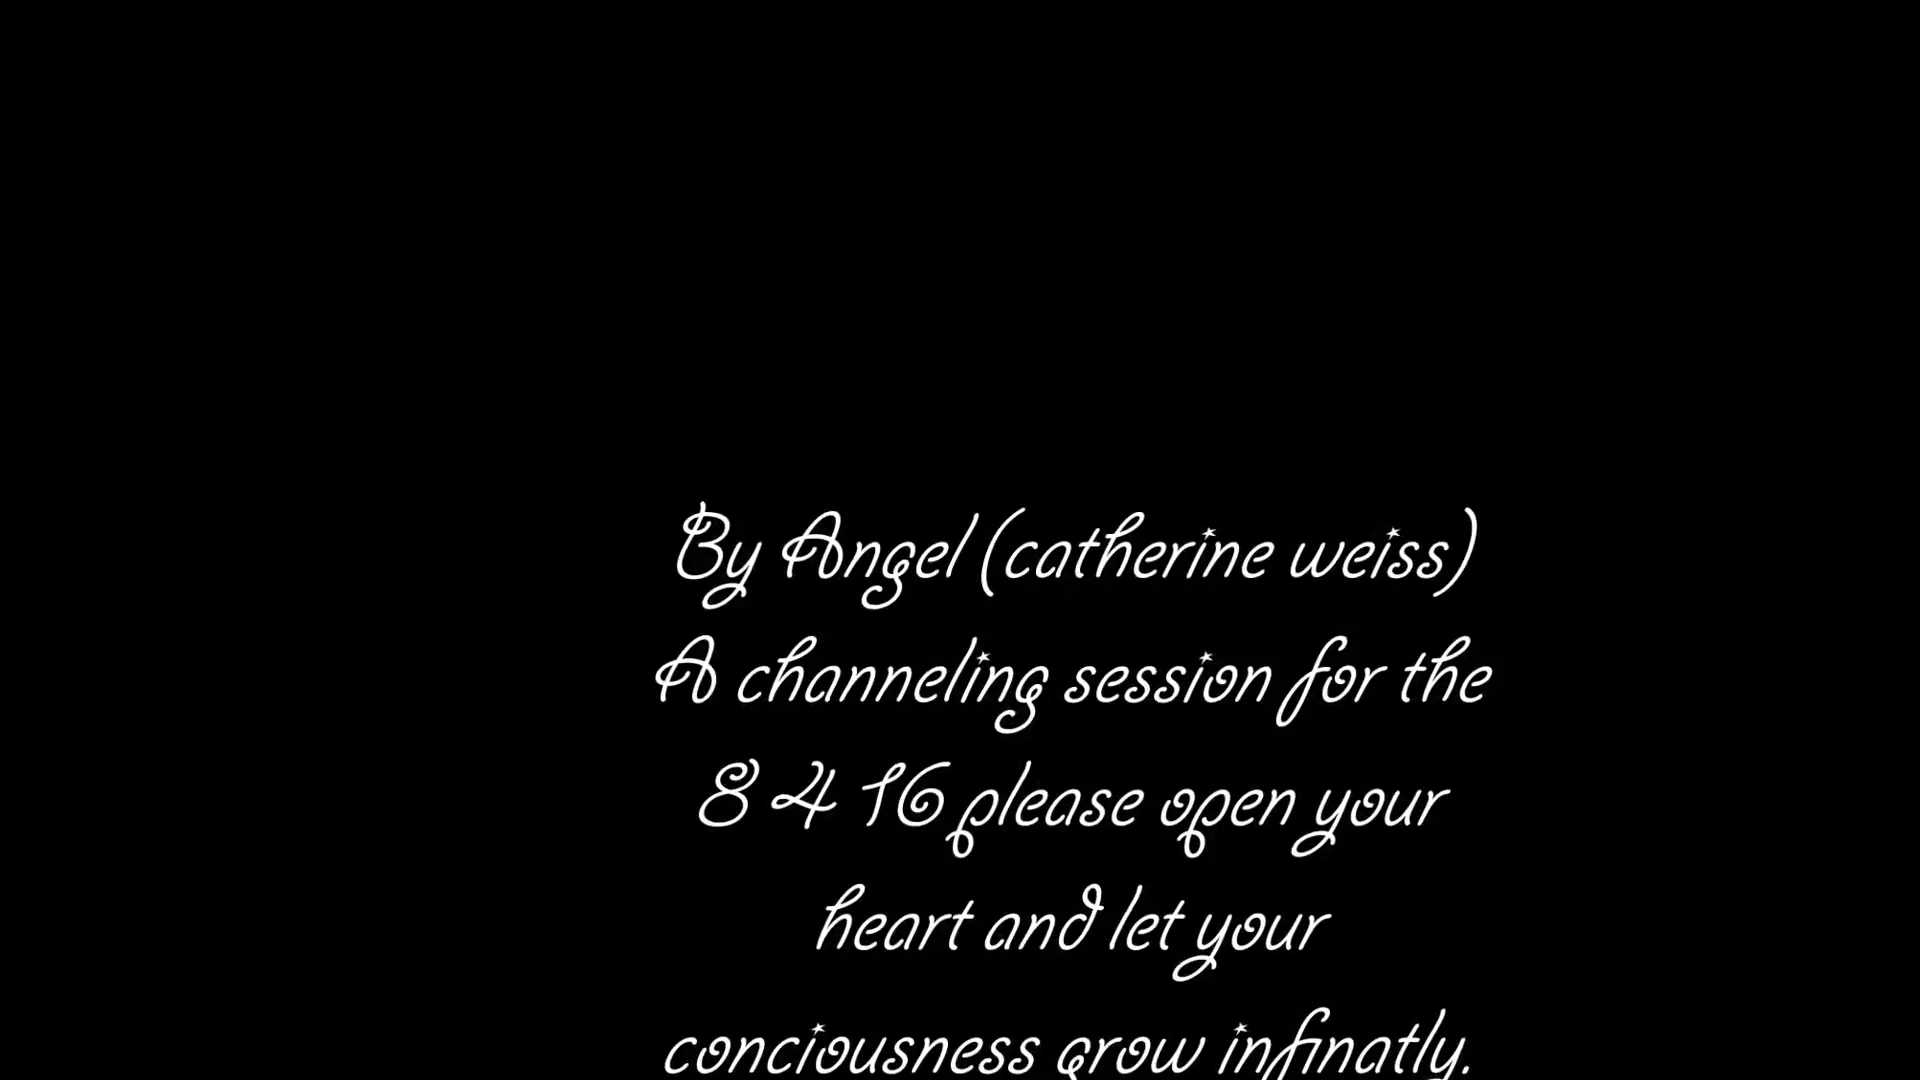 By Angel (catherine weiss)
A channeling session for the
8 4 16 please open your
heart and let your
conciousness grow infinatly.